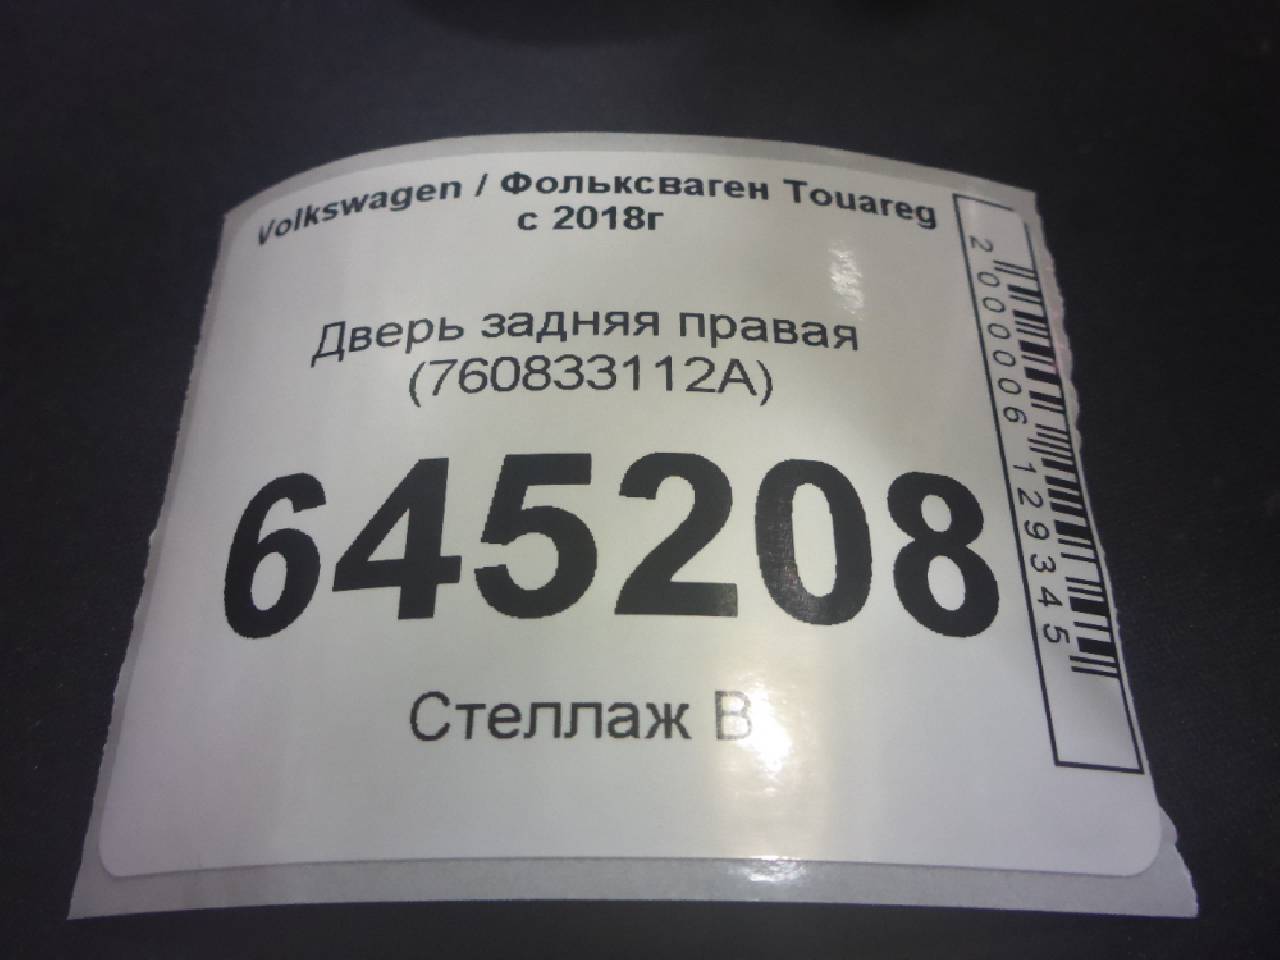 Volkswagen / Фольксваген Touareg
с 2018г
Дверь задняя правая
(760833112A)
645208
Стеллаж В
2000006129345